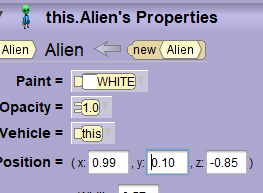 this.Alien's Properties
Alien Alien new Alien
Paint = WHITE
Opacity = 1.0
Vehicle = this
Position = ( x: 0.99 , y: 0.10 , z: -0.85 )